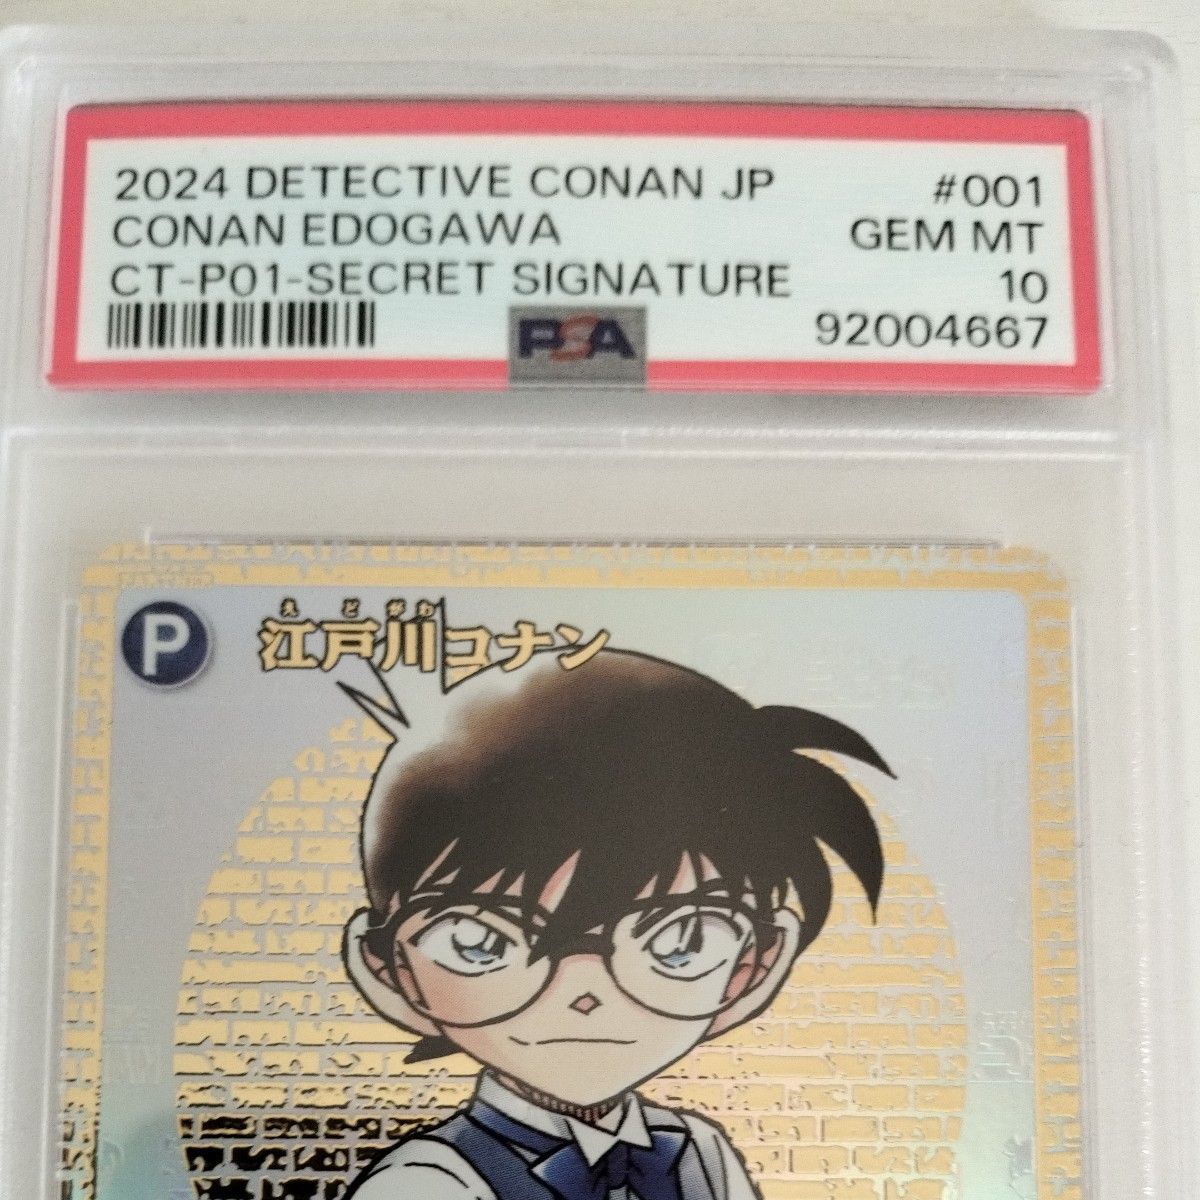 2024 DETECTIVE CONAN JP #001
CONAN EDOGAWA GEM MT
CT-P01-SECRET SIGNATURE 10
PSA 92004667
P
えどがわ
江戸川コナン